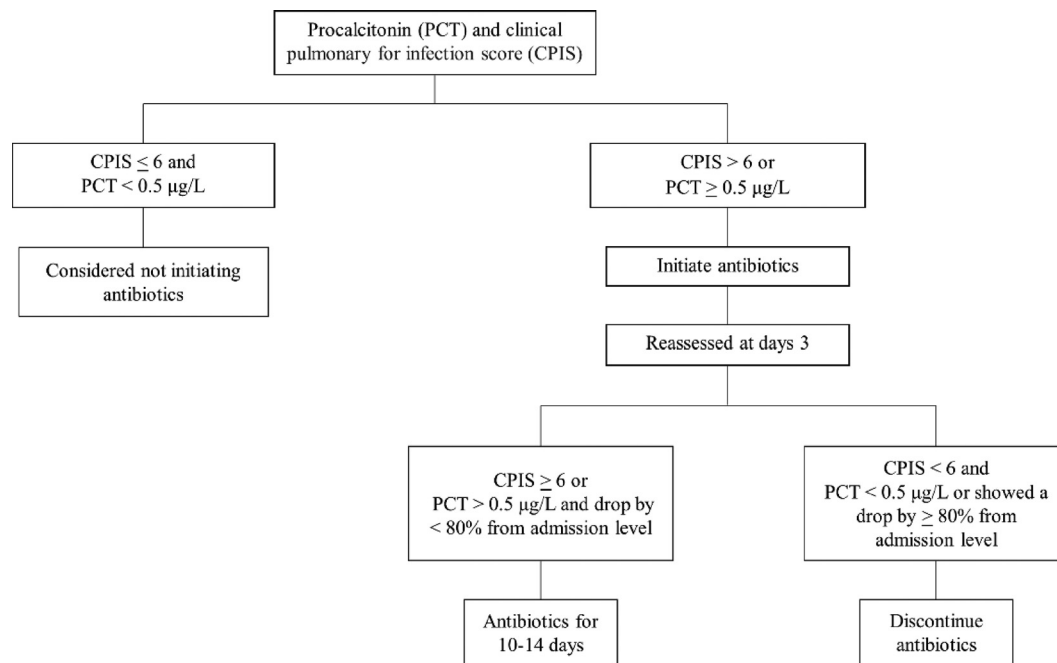 Procalcitonin (PCT) and clinical
pulmonary for infection score (CPIS)
CPIS ≤ 6 and
PCT < 0.5 μg/L
CPIS > 6 or
PCT ≥ 0.5 μg/L
Considered not initiating
antibiotics
Initiate antibiotics
Reassessed at days 3
CPIS ≥ 6 or
PCT > 0.5 μg/L and drop by
< 80% from admission level
CPIS < 6 and
PCT < 0.5 μg/L or showed a
drop by ≥ 80% from
admission level
Antibiotics for
10-14 days
Discontinue
antibiotics